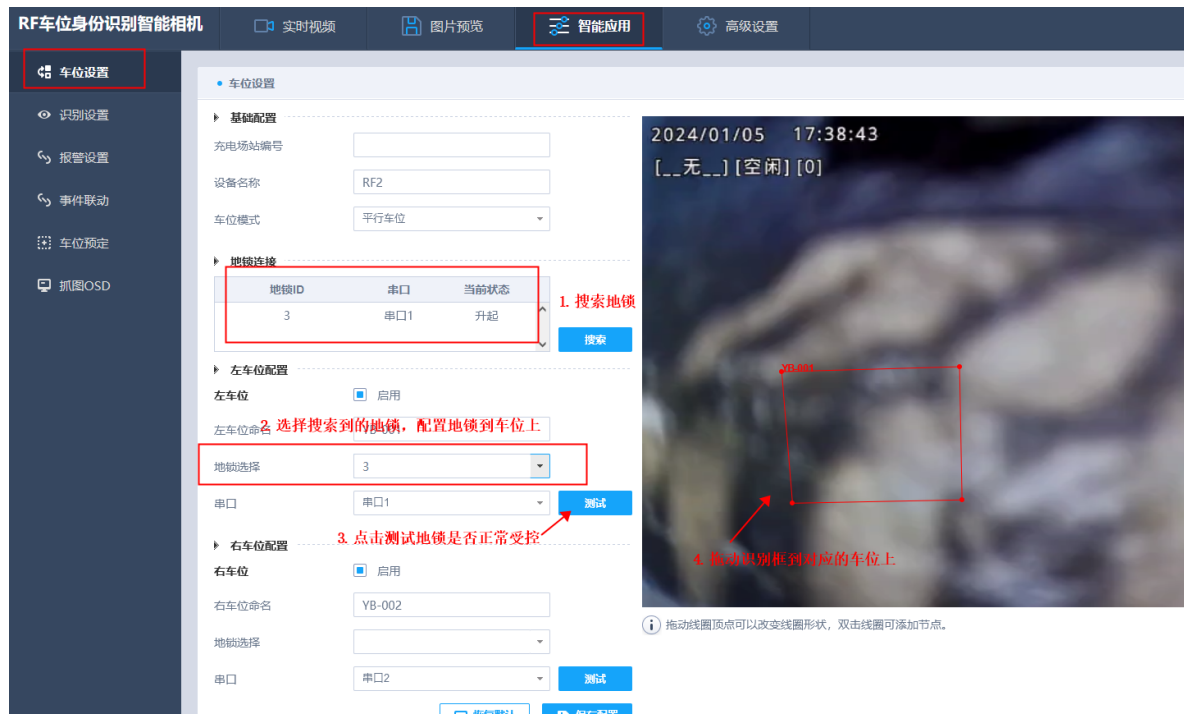 RF车位身份识别智能相机 实时视频 图片预览 智能应用 高级设置
车位设置
识别设置
报警设置
事件联动
车位预定
抓图OSD
车位设置
基础配置
充电场站编号
设备名称 RF2
车位模式 平行车位
地锁连接
地锁ID 串口 当前状态
3 串口1 升起
1. 搜索地锁
搜索
左车位配置
左车位 启用
左车位命名 YB-001
2. 选择搜索到的地锁，配置地锁到车位上
地锁选择 3
串口 串口1 测试
3. 点击测试地锁是否正常受控
右车位配置
右车位 启用
右车位命名 YB-002
地锁选择
串口 串口2 测试
恢复默认 保存配置
2024/01/05 17:38:43
[__无__] [空闲] [0]
YB-001
4. 拖动识别框到对应的车位上
拖动线圈顶点可以改变线圈形状，双击线圈可添加节点。